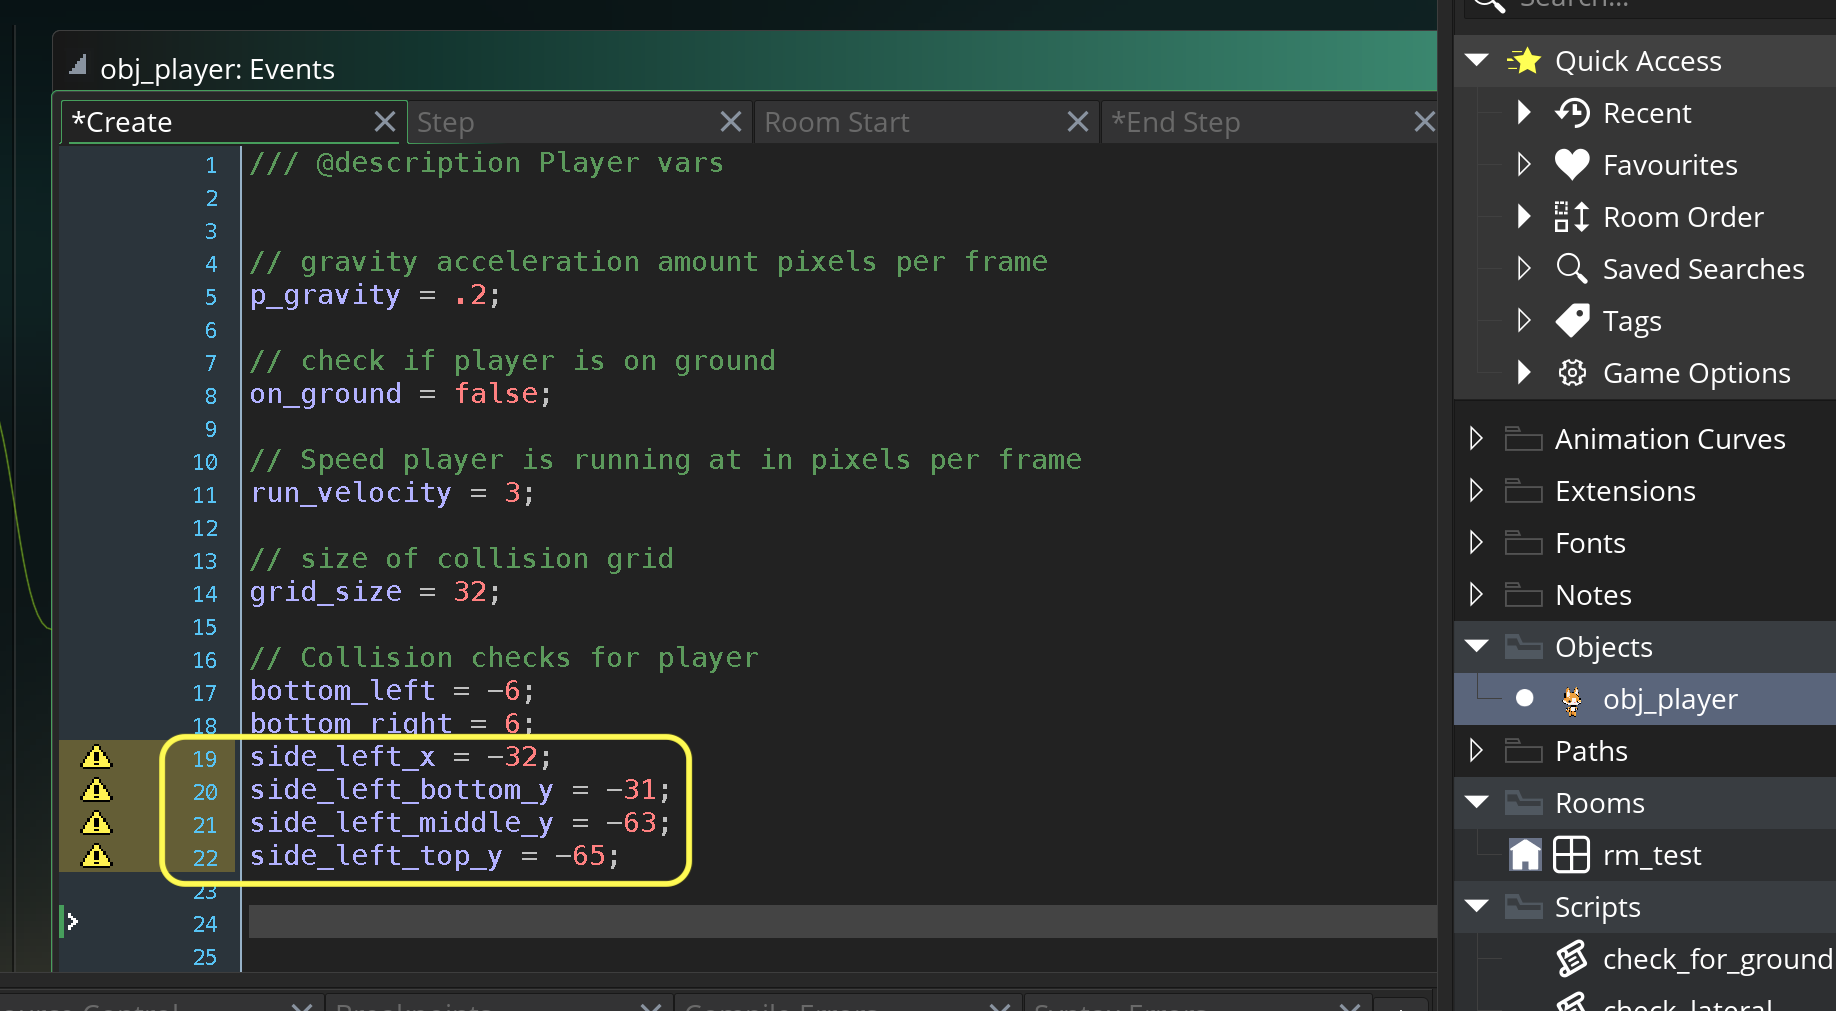 obj_player: Events
*Create
Step
Room Start
*End Step
1 /// @description Player vars
2
3
4 // gravity acceleration amount pixels per frame
5 p_gravity = .2;
6
7 // check if player is on ground
8 on_ground = false;
9
10 // Speed player is running at in pixels per frame
11 run_velocity = 3;
12
13 // size of collision grid
14 grid_size = 32;
15
16 // Collision checks for player
17 bottom_left = -6;
18 bottom_right = 6;
19 side_left_x = -32;
20 side_left_bottom_y = -31;
21 side_left_middle_y = -63;
22 side_left_top_y = -65;
23
24
25
Search...
Quick Access
Recent
Favourites
Room Order
Saved Searches
Tags
Game Options
Animation Curves
Extensions
Fonts
Notes
Objects
obj_player
Paths
Rooms
rm_test
Scripts
check_for_ground
check_lateral
Control
Breakpoints
Compile Errors
Syntax Errors